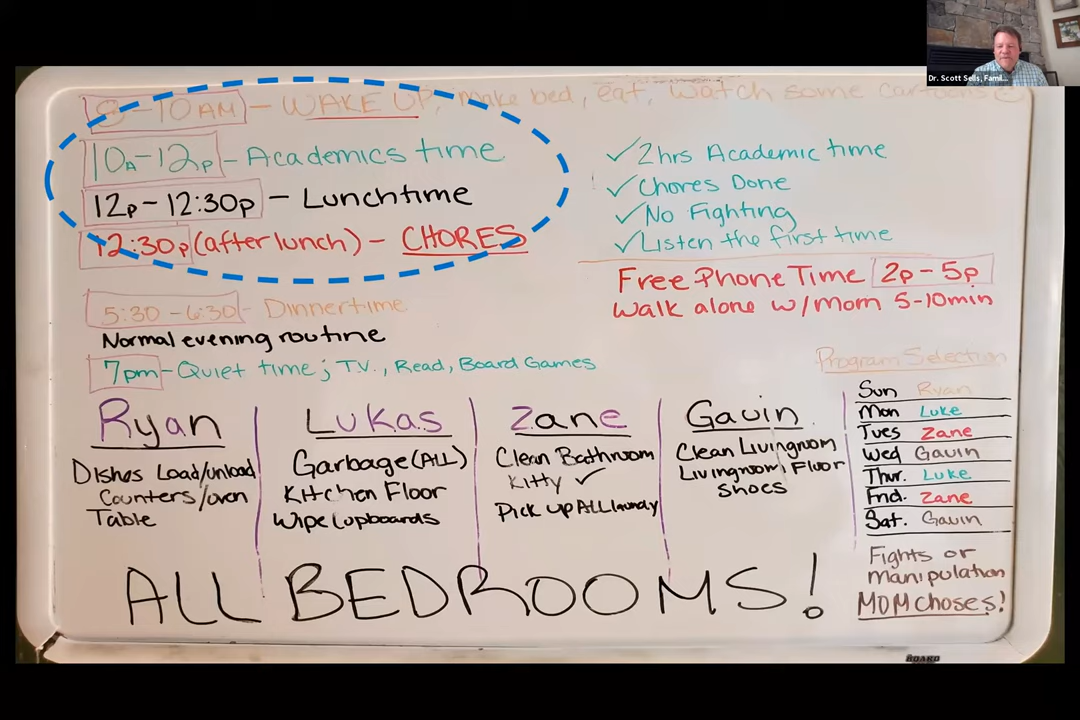 Dr. Scott Sells, Famil...
8-10AM - WAKE UP, make bed, eat, watch some cartoons
10A-12p - Academics time
12p-12:30p - Lunchtime
12:30p (after lunch) - CHORES
5:30-6:30 - Dinnertime
Normal evening routine
7pm - Quiet time; T.V., Read, Board Games
✓2hrs Academic time
✓Chores Done
✓No Fighting
✓Listen the first time
Free Phone Time 2p-5p
Walk alone w/Mom 5-10min
Ryan
Dishes Load/unload
Counters/oven
Table
Lukas
Garbage (ALL)
Kitchen Floor
Wipe Cupboards
Zane
Clean Bathroom
Kitty ✓
Pick up ALL laundy
Gavin
Clean Livingroom
Livingroom Floor
Shoes
Program Selection
Sun Ryan
Mon Luke
Tues Zane
Wed Gavin
Thur. Luke
Frid. Zane
Sat. Gavin
Fights or
manipulation
MOM choses!
ALL BEDROOMS!
BOARD